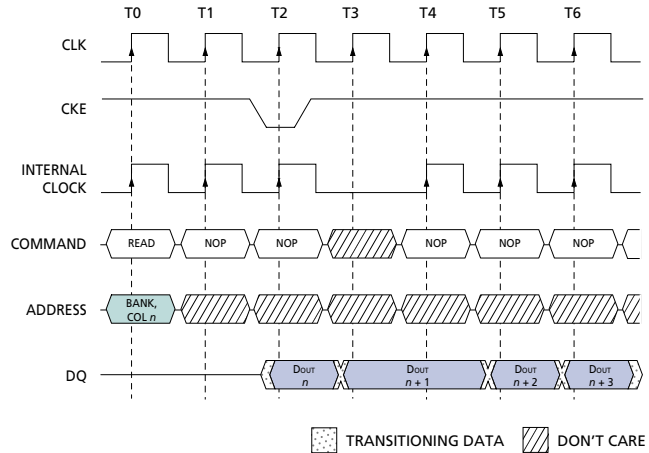 T0 T1 T2 T3 T4 T5 T6
CLK
CKE
INTERNAL
CLOCK
COMMAND READ NOP NOP NOP NOP NOP
ADDRESS BANK,
COL n
DQ DOUT DOUT DOUT DOUT
n n + 1 n + 2 n + 3
TRANSITIONING DATA DON'T CARE